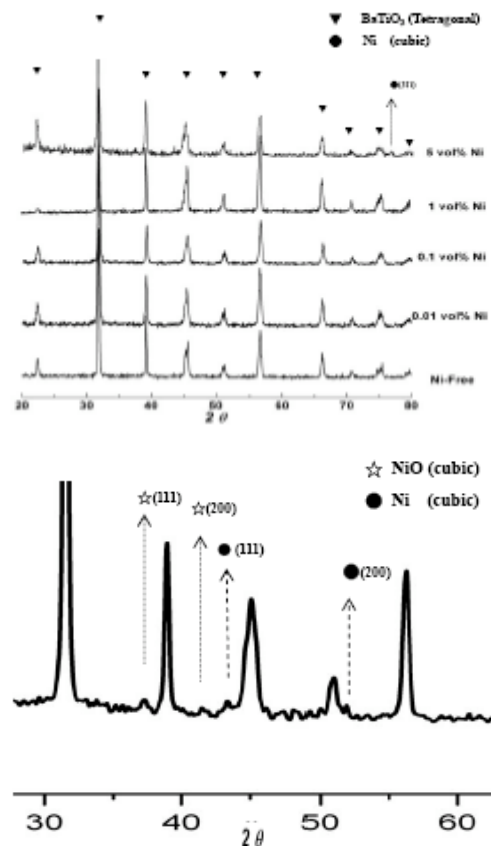 ▼ BaTiO₃ (Tetragonal)
● Ni (cubic)
5 vol% Ni
1 vol% Ni
0.1 vol% Ni
0.01 vol% Ni
Ni-Free
20 30 40 50 60 70 80
2 θ
☆ NiO (cubic)
● Ni (cubic)
☆(111)
☆(200)
●(111)
●(200)
30 40 50 60
2 θ